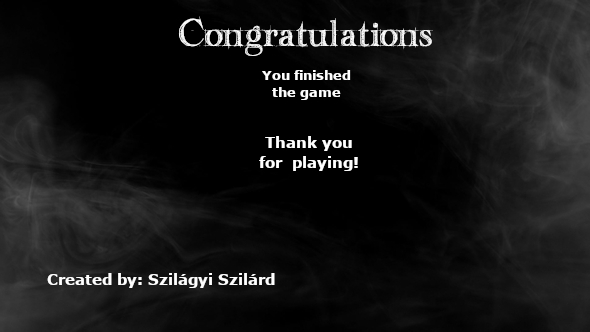 Congratulations
You finished
the game
Thank you
for playing!
Created by: Szilágyi Szilárd